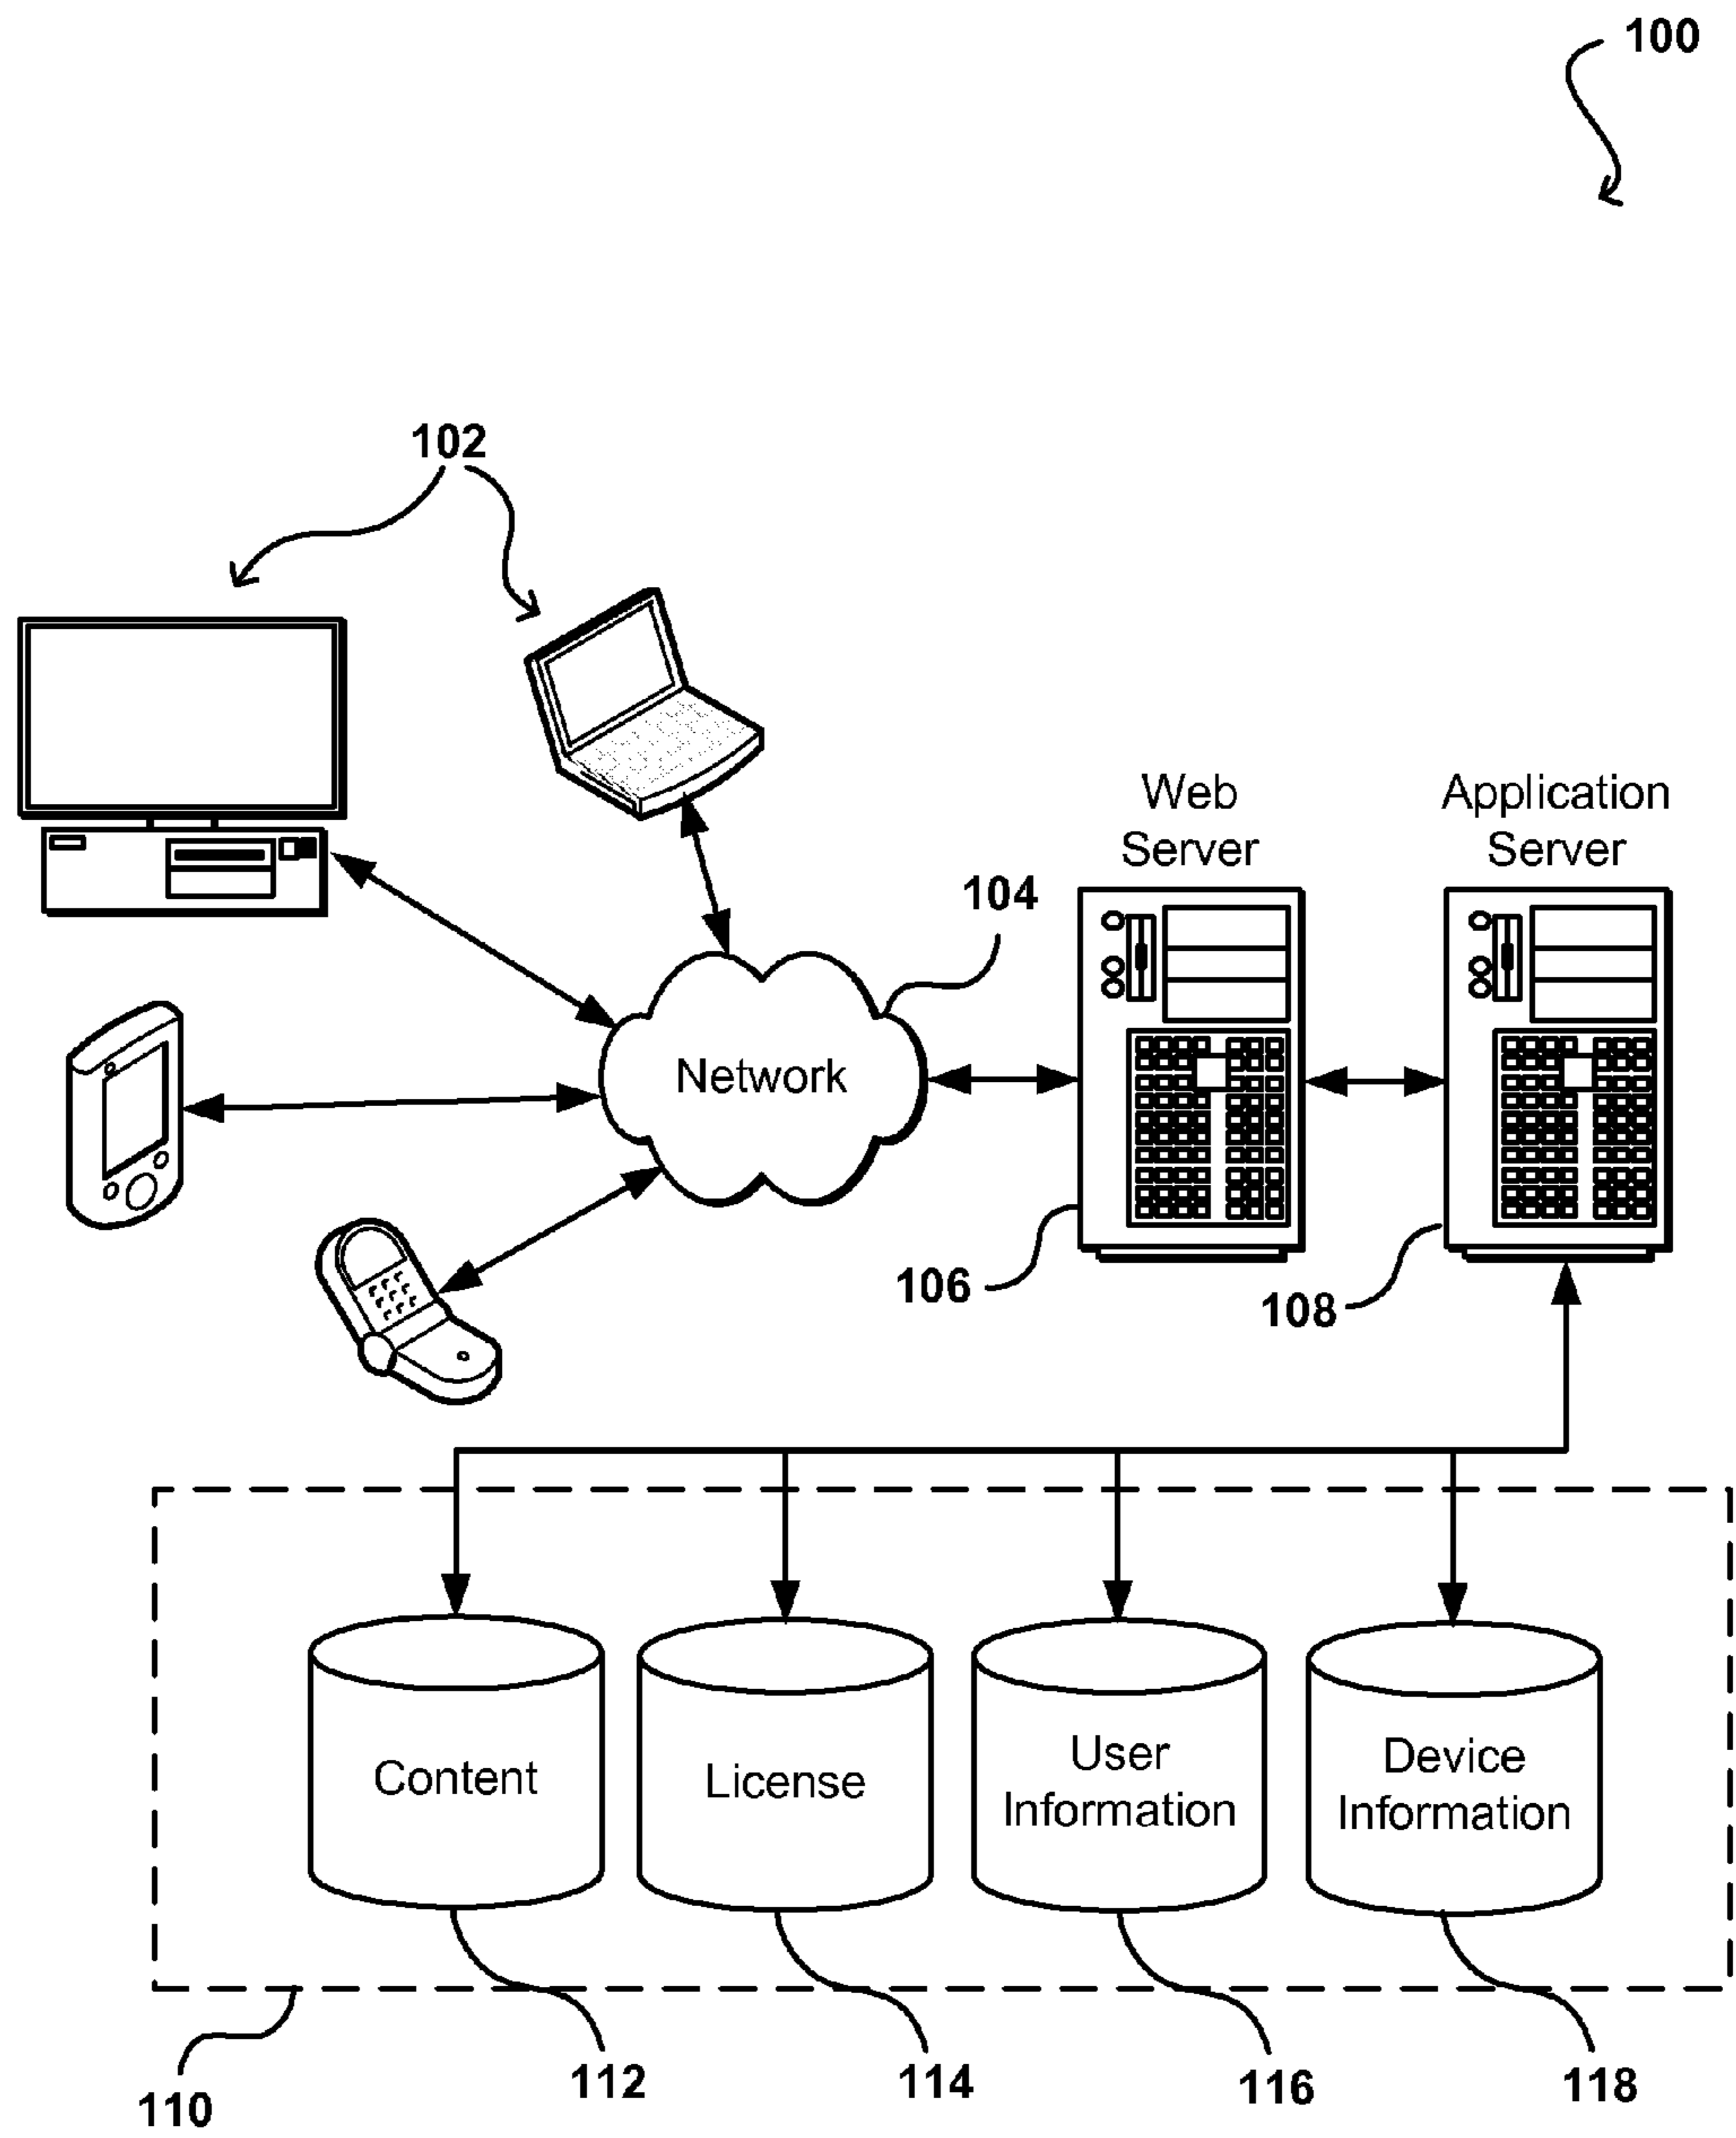 100
102
Web
Server
Application
Server
104
Network
106
108
Content
License
User
Information
Device
Information
110
112
114
116
118